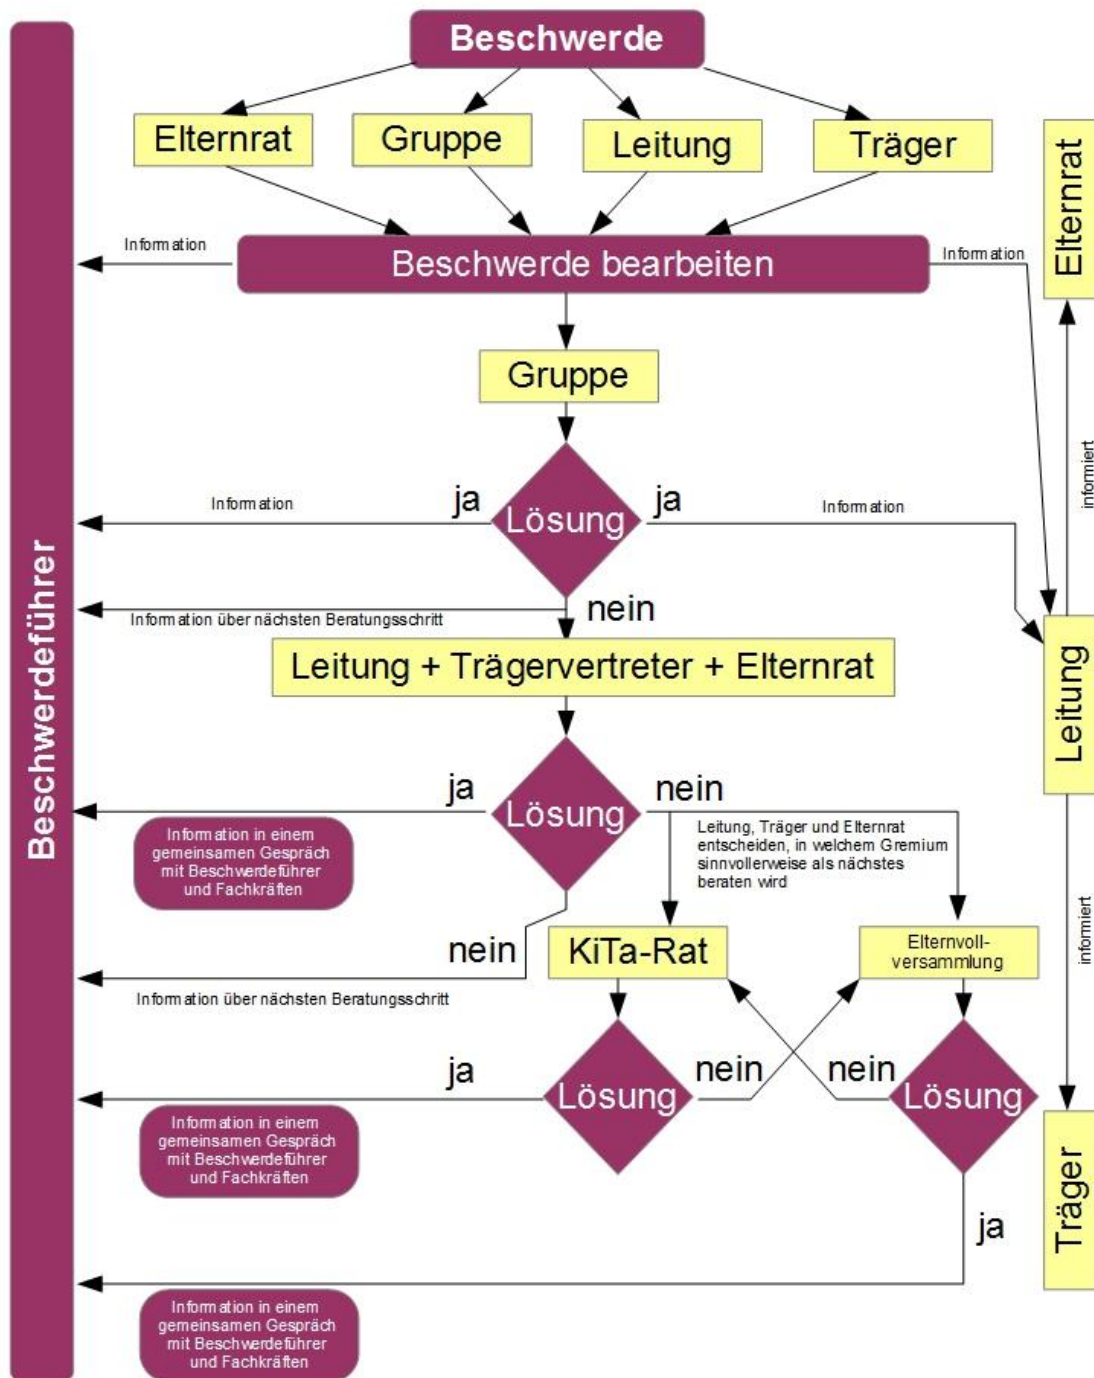 Beschwerde
Elternrat
Gruppe
Leitung
Träger
Elternrat
Information
Beschwerde bearbeiten
Information
Gruppe
informiert
ja
ja
Information
Lösung
Information
Beschwerdeführer
nein
Information über nächsten Beratungsschritt
Leitung + Trägervertreter + Elternrat
Leitung
ja
Lösung
nein
Leitung, Träger und Elternrat
entscheiden, in welchem Gremium
sinnvollerweise als nächstes
beraten wird
Information in einem
gemeinsamen Gespräch
mit Beschwerdeführer
und Fachkräften
informiert
nein
KiTa-Rat
Elternvoll-
versammlung
Information über nächsten Beratungsschritt
ja
Lösung
nein
nein
Lösung
Information in einem
gemeinsamen Gespräch
mit Beschwerdeführer
und Fachkräften
Träger
ja
Information in einem
gemeinsamen Gespräch
mit Beschwerdeführer
und Fachkräften